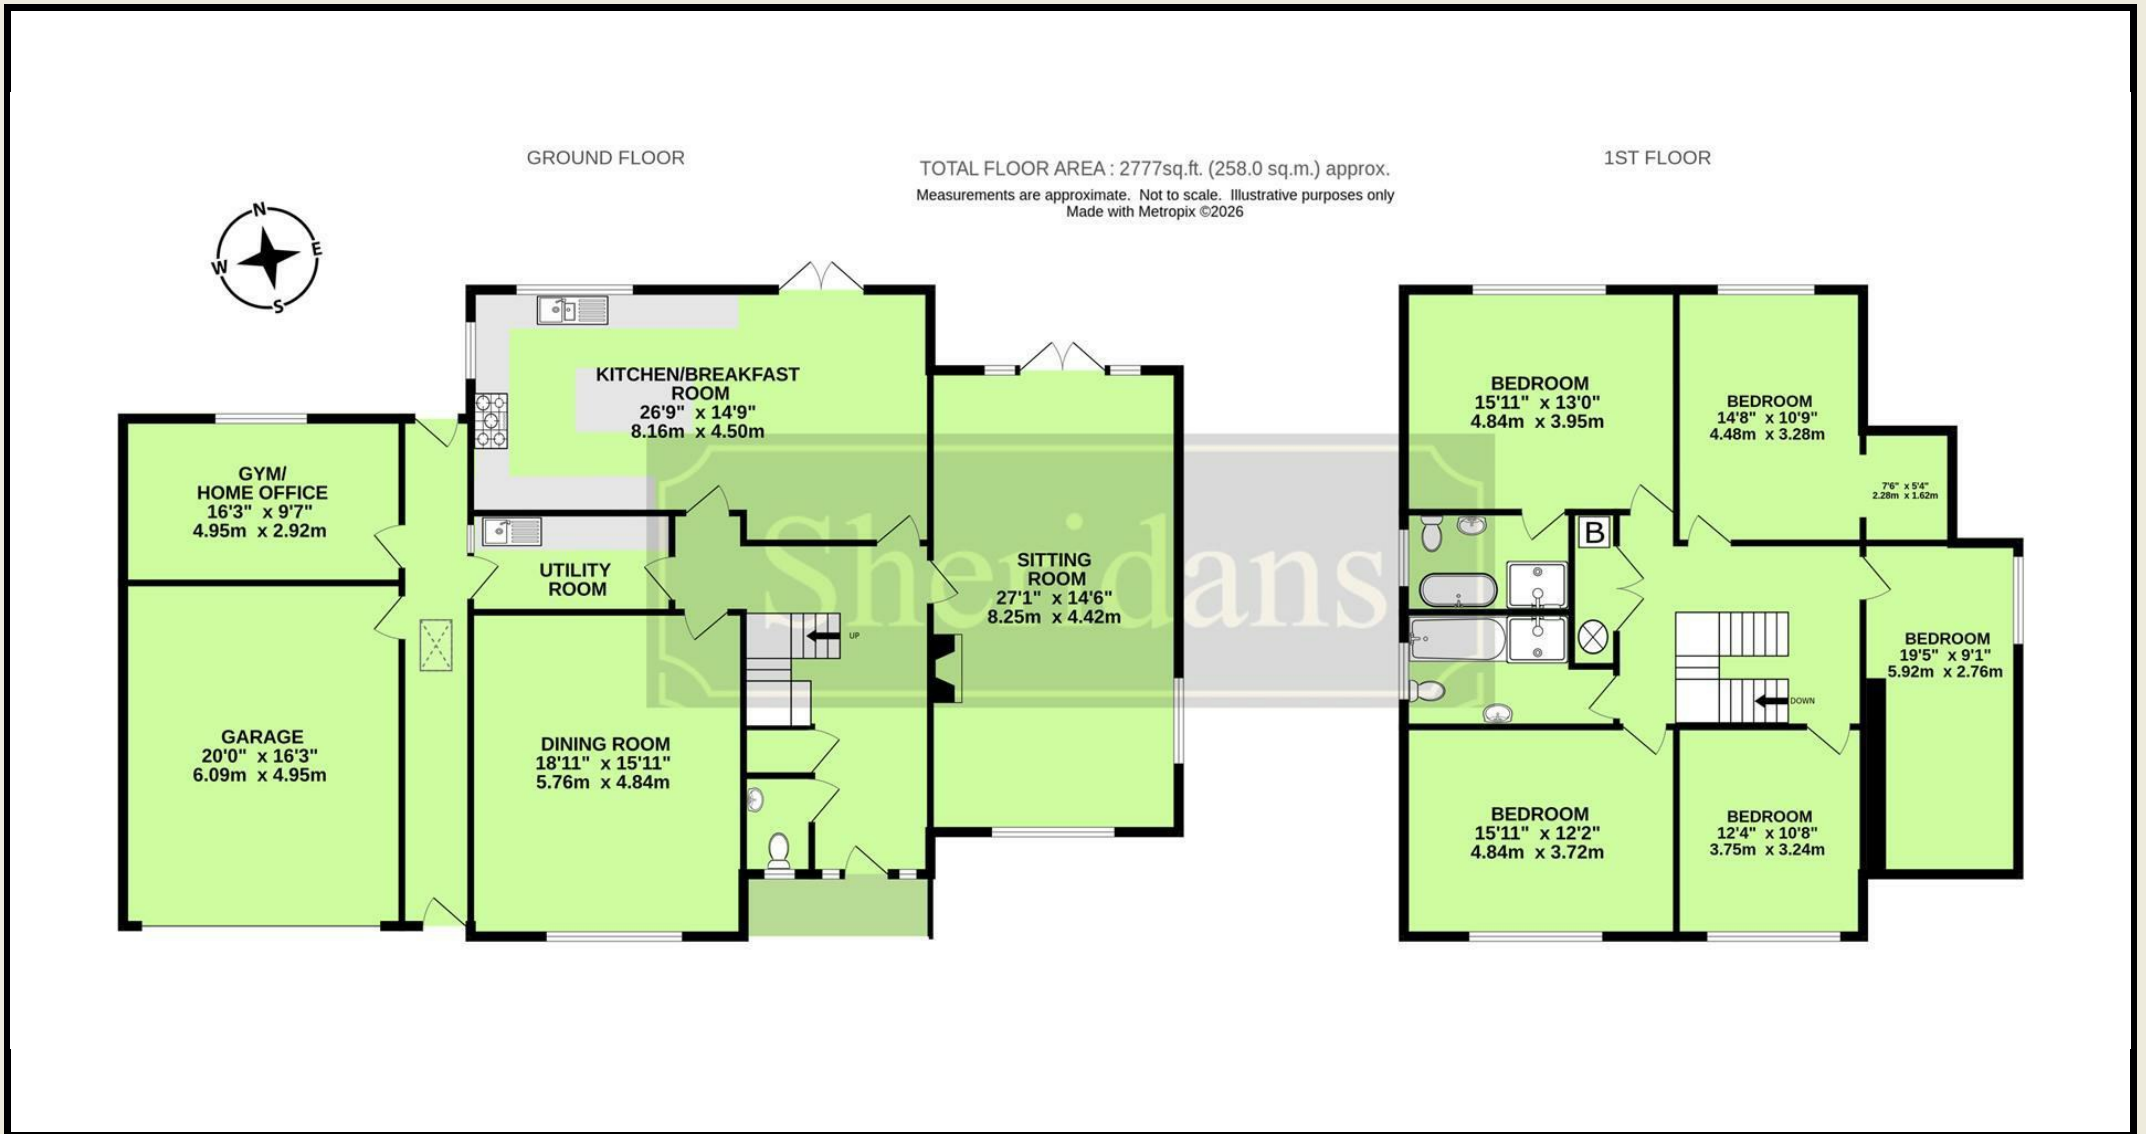 GROUND FLOOR
TOTAL FLOOR AREA : 2777sq.ft. (258.0 sq.m.) approx.
Measurements are approximate. Not to scale. Illustrative purposes only
Made with Metropix ©2026
1ST FLOOR
N
E
W
S
KITCHEN/BREAKFAST
ROOM
26'9" x 14'9"
8.16m x 4.50m
GYM/
HOME OFFICE
16'3" x 9'7"
4.95m x 2.92m
UTILITY
ROOM
SITTING
ROOM
27'1" x 14'6"
8.25m x 4.42m
UP
GARAGE
20'0" x 16'3"
6.09m x 4.95m
DINING ROOM
18'11" x 15'11"
5.76m x 4.84m
Sheridans
BEDROOM
15'11" x 13'0"
4.84m x 3.95m
BEDROOM
14'8" x 10'9"
4.48m x 3.28m
7'6" x 5'4"
2.28m x 1.62m
B
BEDROOM
19'5" x 9'1"
5.92m x 2.76m
DOWN
BEDROOM
15'11" x 12'2"
4.84m x 3.72m
BEDROOM
12'4" x 10'8"
3.75m x 3.24m